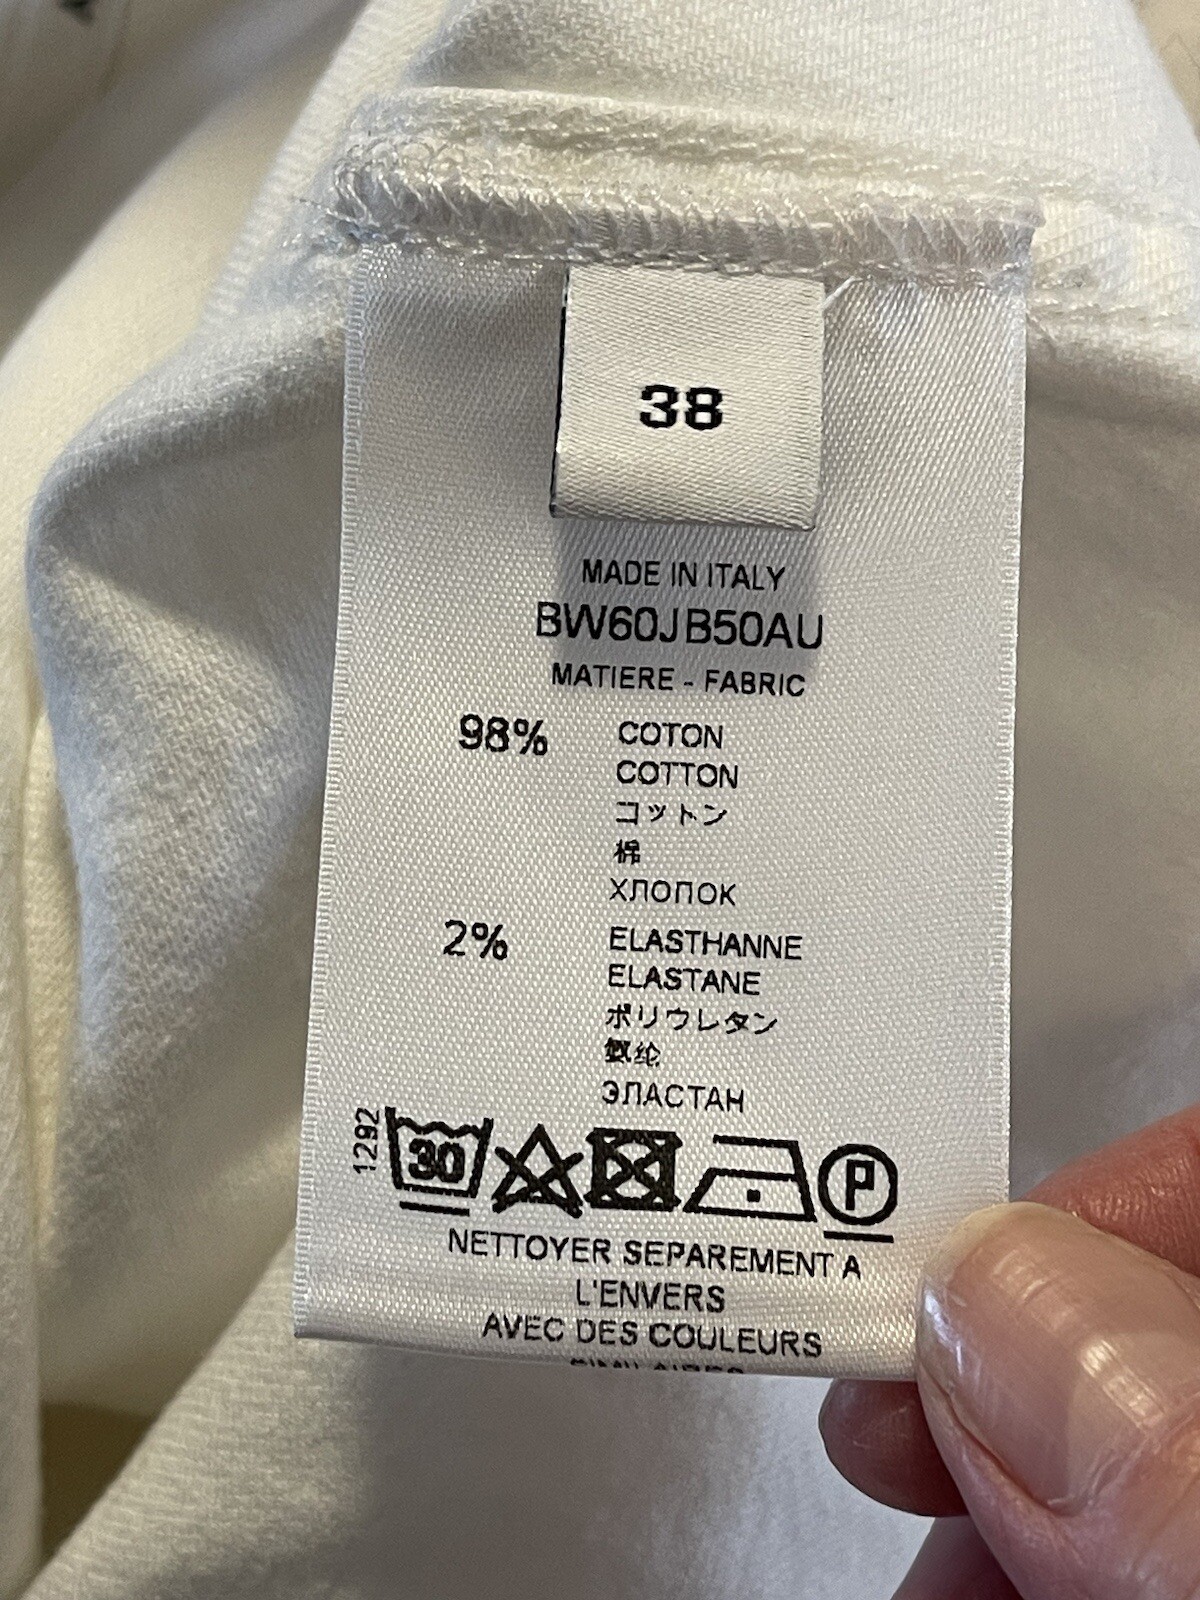 38
MADE IN ITALY
BW60JB50AU
MATIERE - FABRIC
98% COTON
COTTON
コットン
棉
ХЛОПОК
2% ELASTHANNE
ELASTANE
ポリウレタン
氨纶
ЭЛАСТАН
1292
30
P
NETTOYER SEPAREMENT A
L'ENVERS
AVEC DES COULEURS